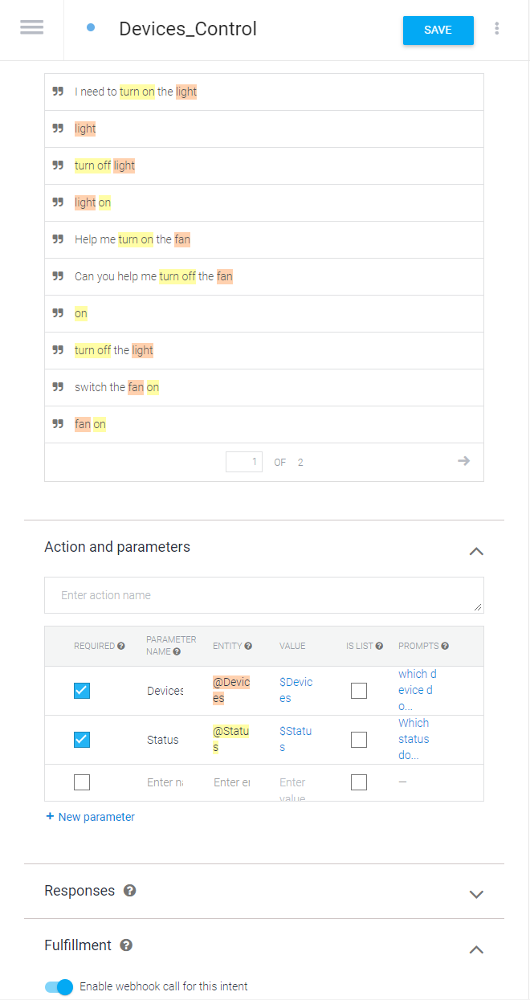 Devices_Control
SAVE
I need to turn on the light
light
turn off light
light on
Help me turn on the fan
Can you help me turn off the fan
on
turn off the light
switch the fan on
fan on
1 OF 2
Action and parameters
Enter action name
REQUIRED PARAMETER NAME ENTITY VALUE IS LIST PROMPTS
Devices @Devices $Devices which device do...
Status @Status $Status Which status do...
Enter na Enter en Enter value —
+ New parameter
Responses
Fulfillment
Enable webhook call for this intent